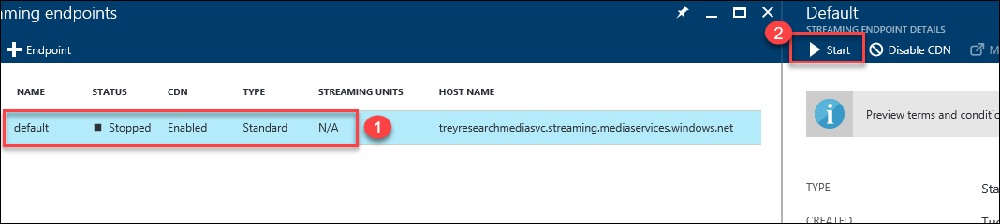 aming endpoints
Endpoint
NAME STATUS CDN TYPE STREAMING UNITS HOST NAME
default Stopped Enabled Standard N/A treyresearchmediasvc.streaming.mediaservices.windows.net
1
Default
STREAMING ENDPOINT DETAILS
2
Start Disable CDN M
Preview terms and conditio
TYPE Sta
CREATED Tue